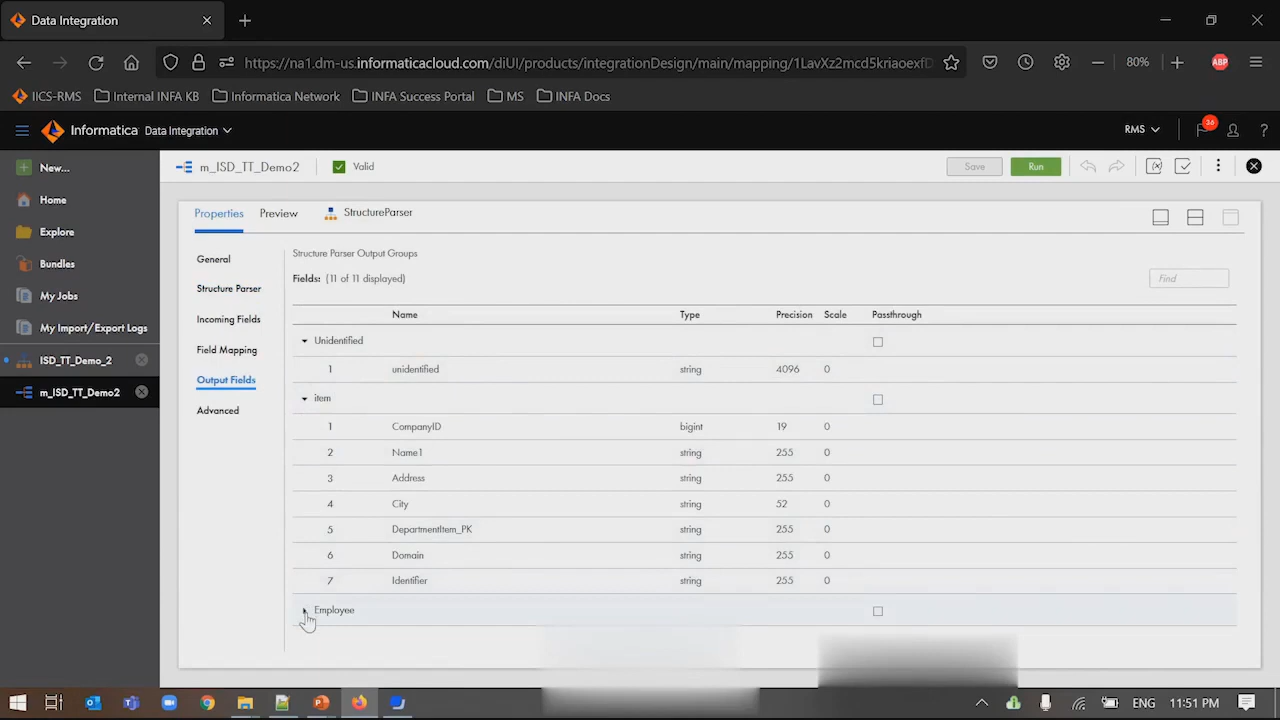 Data Integration
https://na1.dm-us.informaticacloud.com/diUI/products/integrationDesign/main/mapping/1LavXz2mcd5kriaoexfD
80%
ABP
IICS-RMS Internal INFA KB Informatica Network INFA Success Portal MS INFA Docs
Informatica Data Integration
RMS 36 ?
New...
Home
Explore
Bundles
My Jobs
My Import/Export Logs
ISD_TT_Demo_2
m_ISD_TT_Demo2
m_ISD_TT_Demo2 Valid Save Run
Properties Preview StructureParser
General
Structure Parser
Incoming Fields
Field Mapping
Output Fields
Advanced
Structure Parser Output Groups
Fields: (11 of 11 displayed) Find
Name Type Precision Scale Passthrough
Unidentified
1 unidentified string 4096 0
item
1 CompanyID bigint 19 0
2 Name1 string 255 0
3 Address string 255 0
4 City string 52 0
5 DepartmentItem_PK string 255 0
6 Domain string 255 0
7 Identifier string 255 0
Employee
ENG 11:51 PM